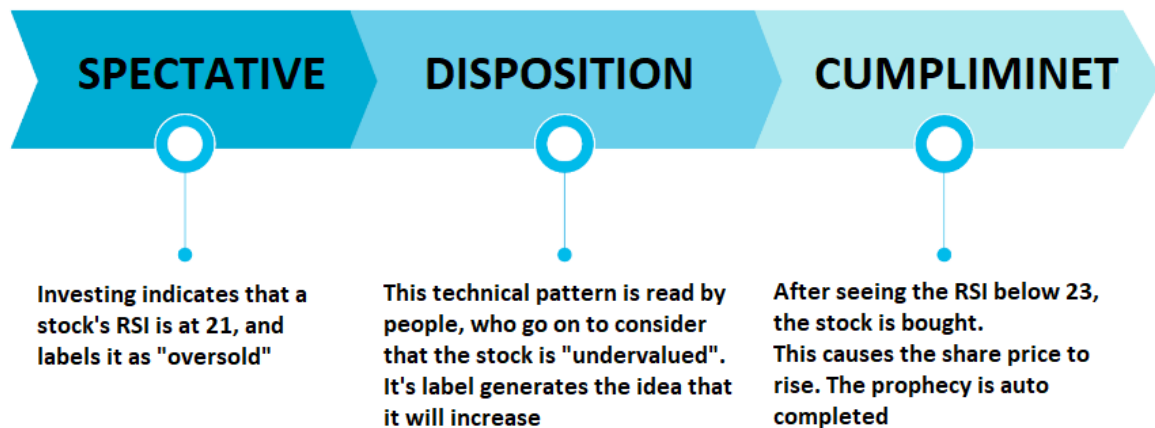 SPECTATIVE
DISPOSITION
CUMPLIMINET
Investing indicates that a
stock's RSI is at 21, and
labels it as "oversold"
This technical pattern is read by
people, who go on to consider
that the stock is "undervalued".
It's label generates the idea that
it will increase
After seeing the RSI below 23,
the stock is bought.
This causes the share price to
rise. The prophecy is auto
completed